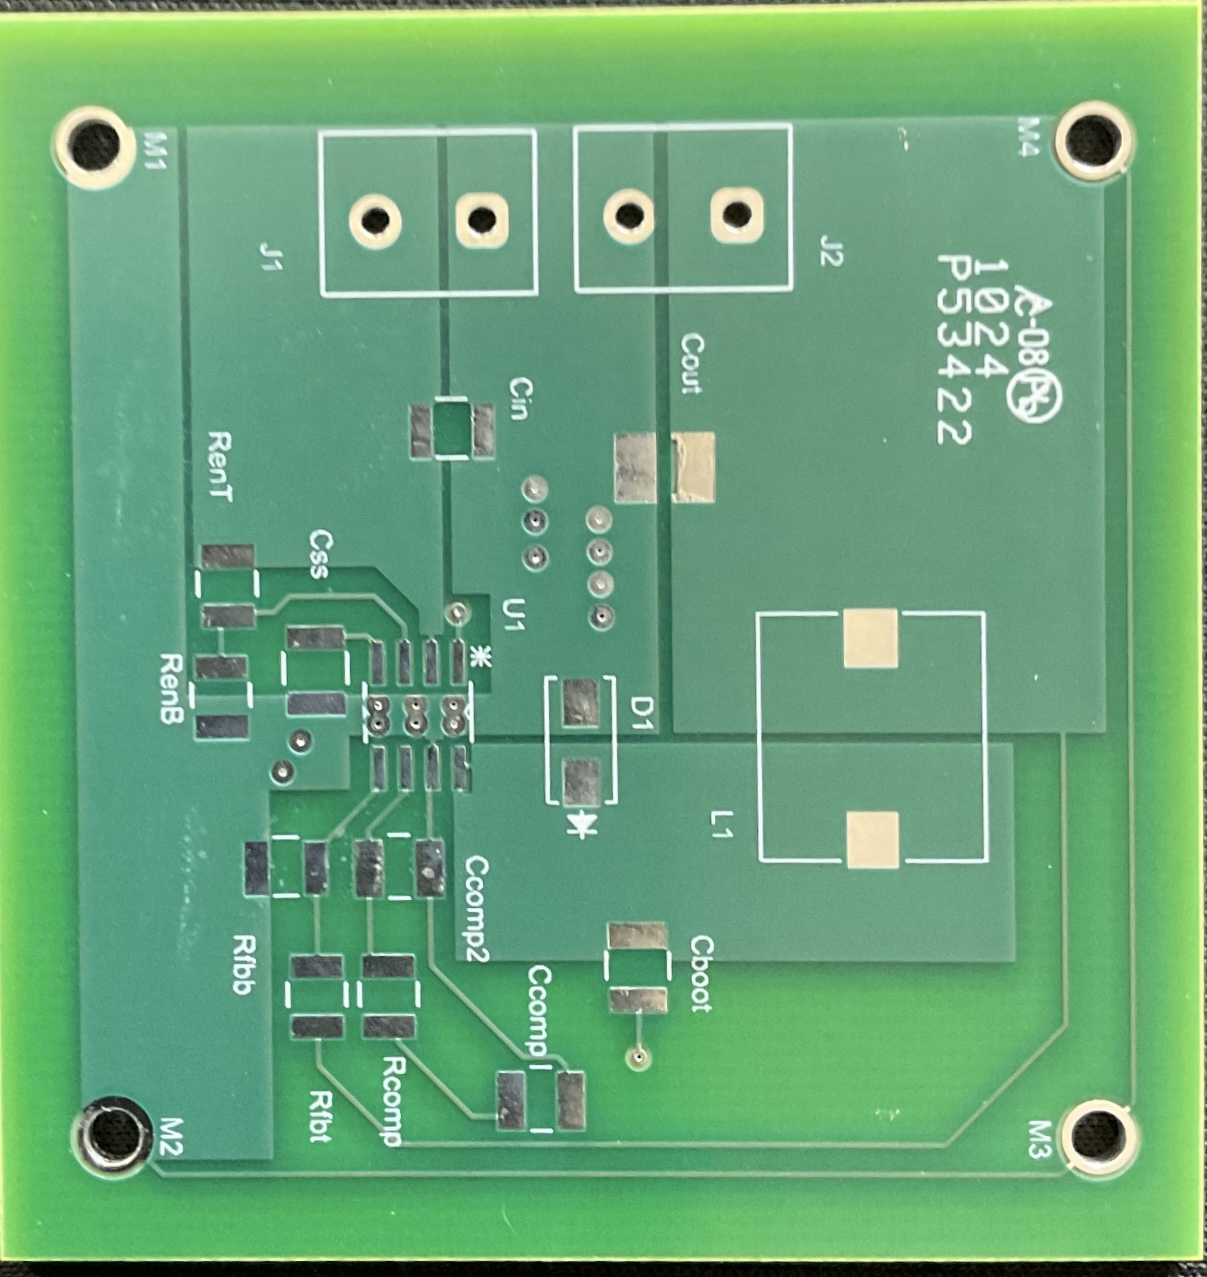 M1
M4
J1
J2
C-08
1024
P53422
Cout
Cin
RenT
Css
U1
*
RenB
D1
L1
Ccomp2
Rfbb
Cboot
Ccomp1
Rcomp
Rfbt
M2
M3